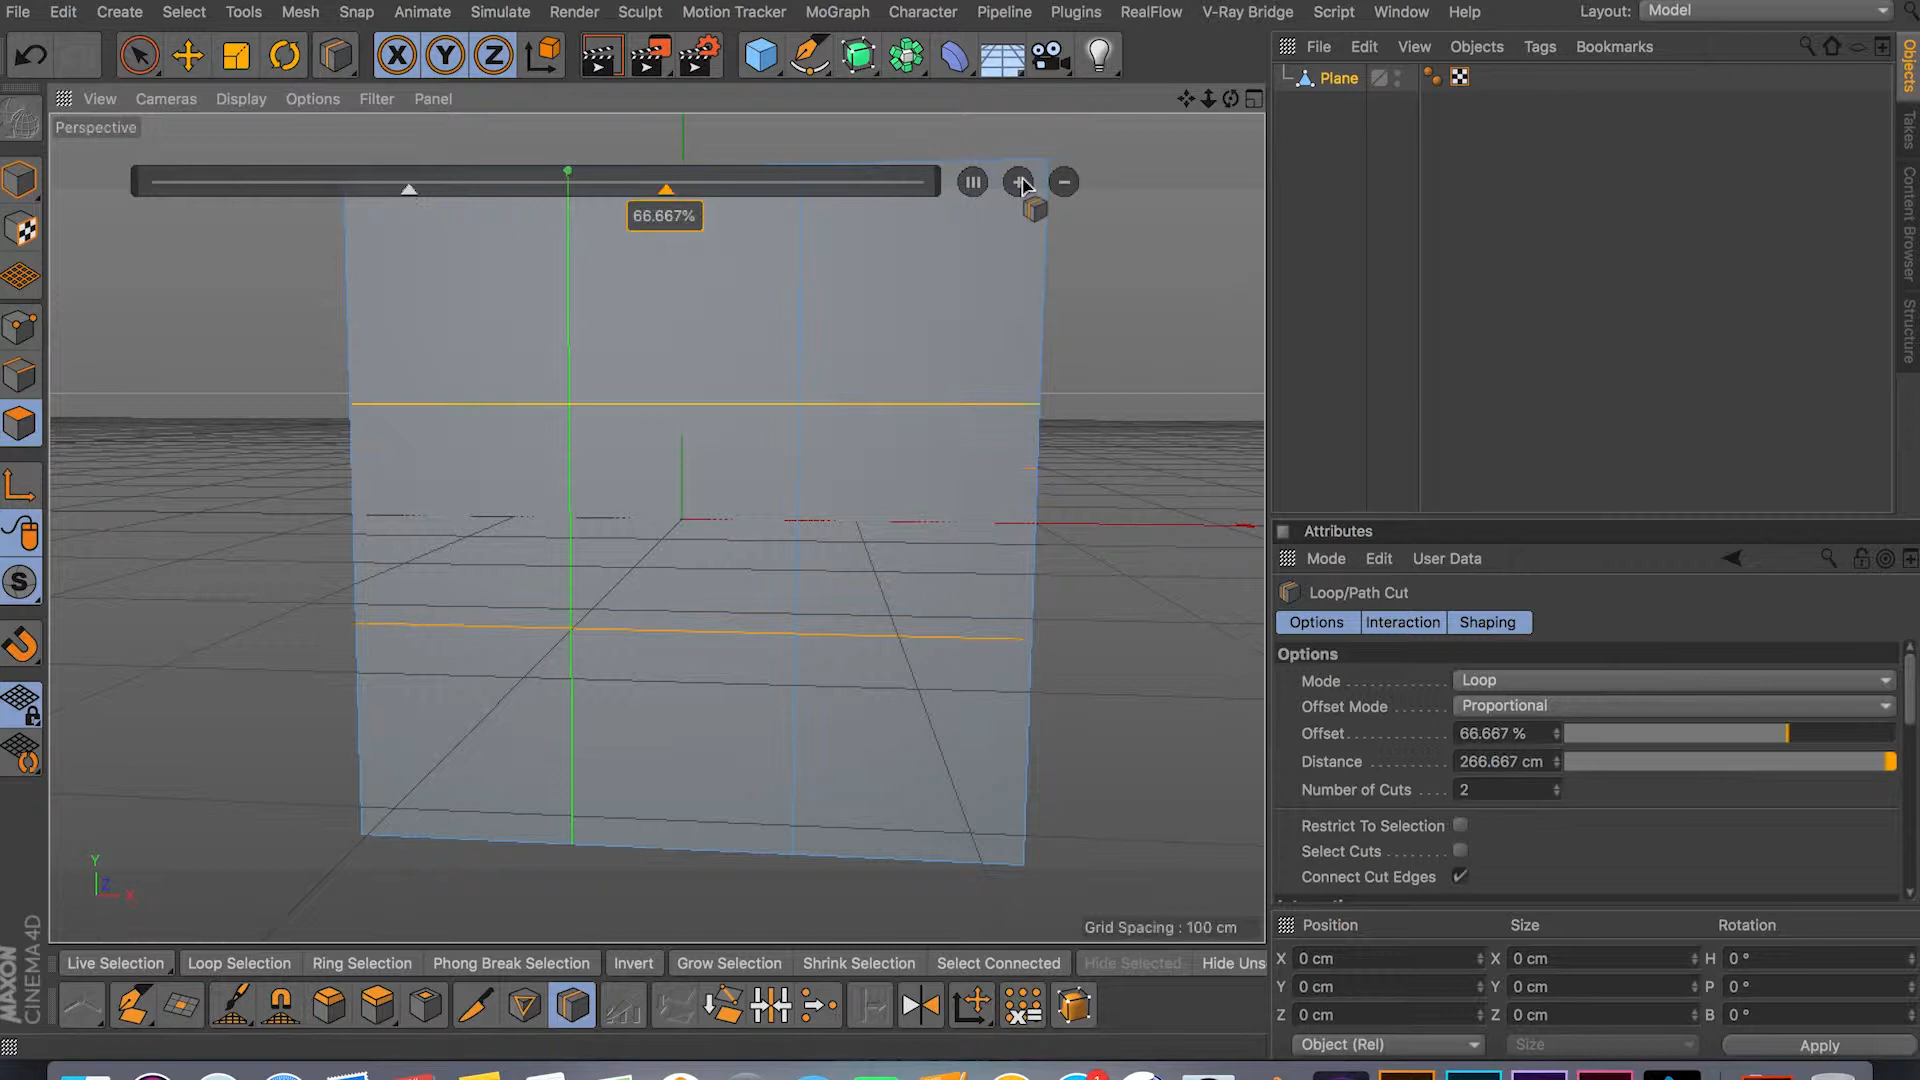 File Edit Create Select Tools Mesh Snap Animate Simulate Render Sculpt Motion Tracker MoGraph Character Pipeline Plugins RealFlow V-Ray Bridge Script Window Help Layout: Model
X Y Z
File Edit View Objects Tags Bookmarks
Plane
Objects
Takes
Content Browser
Structure
View Cameras Display Options Filter Panel
Perspective
66.667%
S
Y
Z
X
Grid Spacing : 100 cm
Attributes
Mode Edit User Data
Loop/Path Cut
Options Interaction Shaping
Options
Mode Loop
Offset Mode Proportional
Offset 66.667 %
Distance 266.667 cm
Number of Cuts 2
Restrict To Selection
Select Cuts
Connect Cut Edges
Position Size Rotation
X 0 cm X 0 cm H 0 °
Y 0 cm Y 0 cm P 0 °
Z 0 cm Z 0 cm B 0 °
Object (Rel) Size Apply
Live Selection Loop Selection Ring Selection Phong Break Selection Invert Grow Selection Shrink Selection Select Connected Hide Selected Hide Uns
MAXON
CINEMA 4D